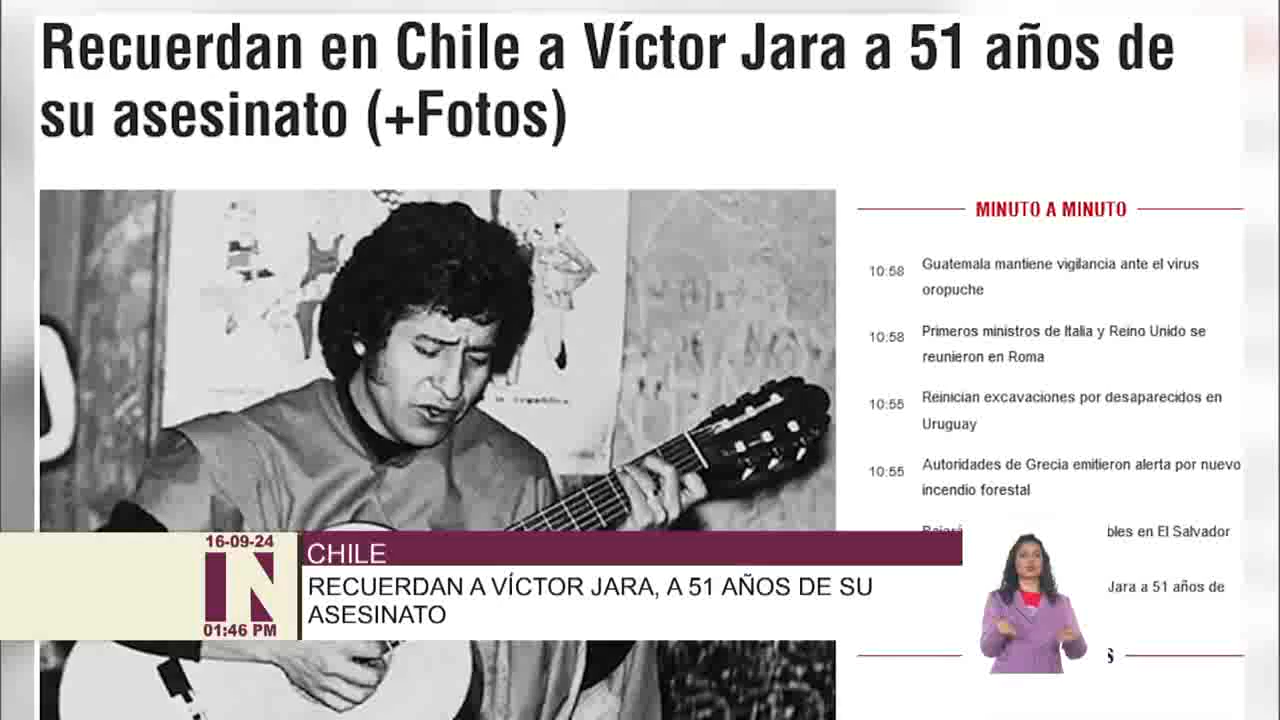 Recuerdan en Chile a Víctor Jara a 51 años de
su asesinato (+Fotos)
MINUTO A MINUTO
10:58
Guatemala mantiene vigilancia ante el virus
oropuche
10:58
Primeros ministros de Italia y Reino Unido se
reunieron en Roma
10:55
Reinician excavaciones por desaparecidos en
Uruguay
10:55
Autoridades de Grecia emitieron alerta por nuevo
incendio forestal
en El Salvador
Jara a 51 años de
16-09-24
N
01:46 PM
CHILE
RECUERDAN A VÍCTOR JARA, A 51 AÑOS DE SU
ASESINATO